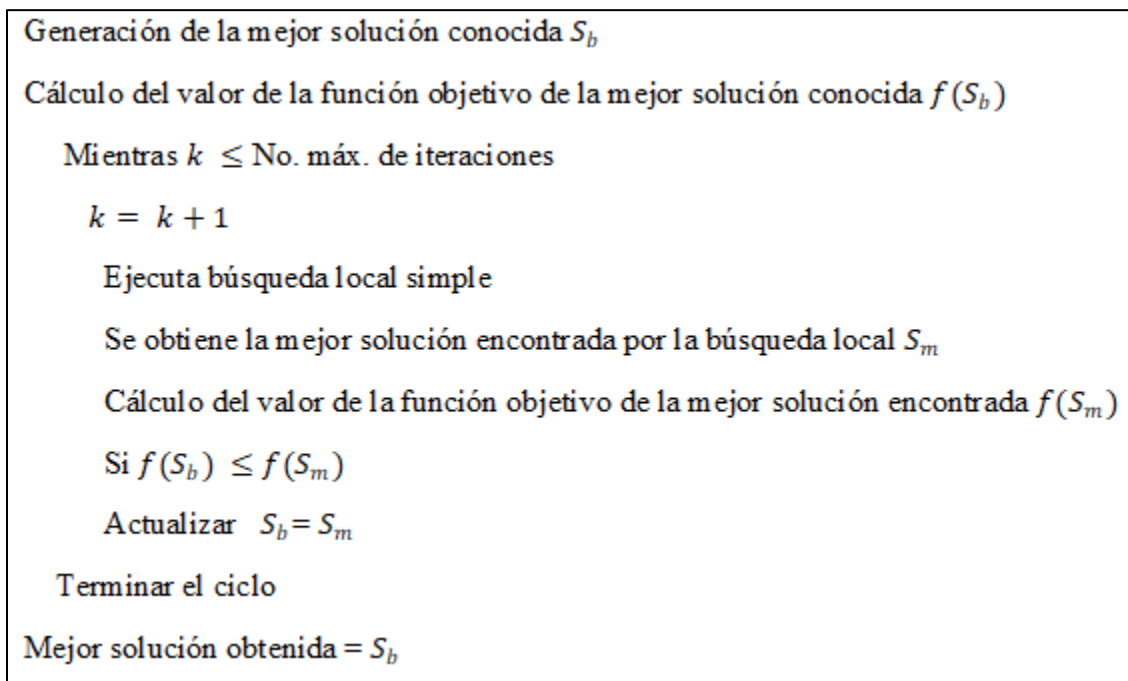 Generación de la mejor solución conocida S_b
Cálculo del valor de la función objetivo de la mejor solución conocida f(S_b)
Mientras k ≤ No. máx. de iteraciones
k = k + 1
Ejecuta búsqueda local simple
Se obtiene la mejor solución encontrada por la búsqueda local S_m
Cálculo del valor de la función objetivo de la mejor solución encontrada f(S_m)
Si f(S_b) ≤ f(S_m)
Actualizar S_b= S_m
Terminar el ciclo
Mejor solución obtenida = S_b